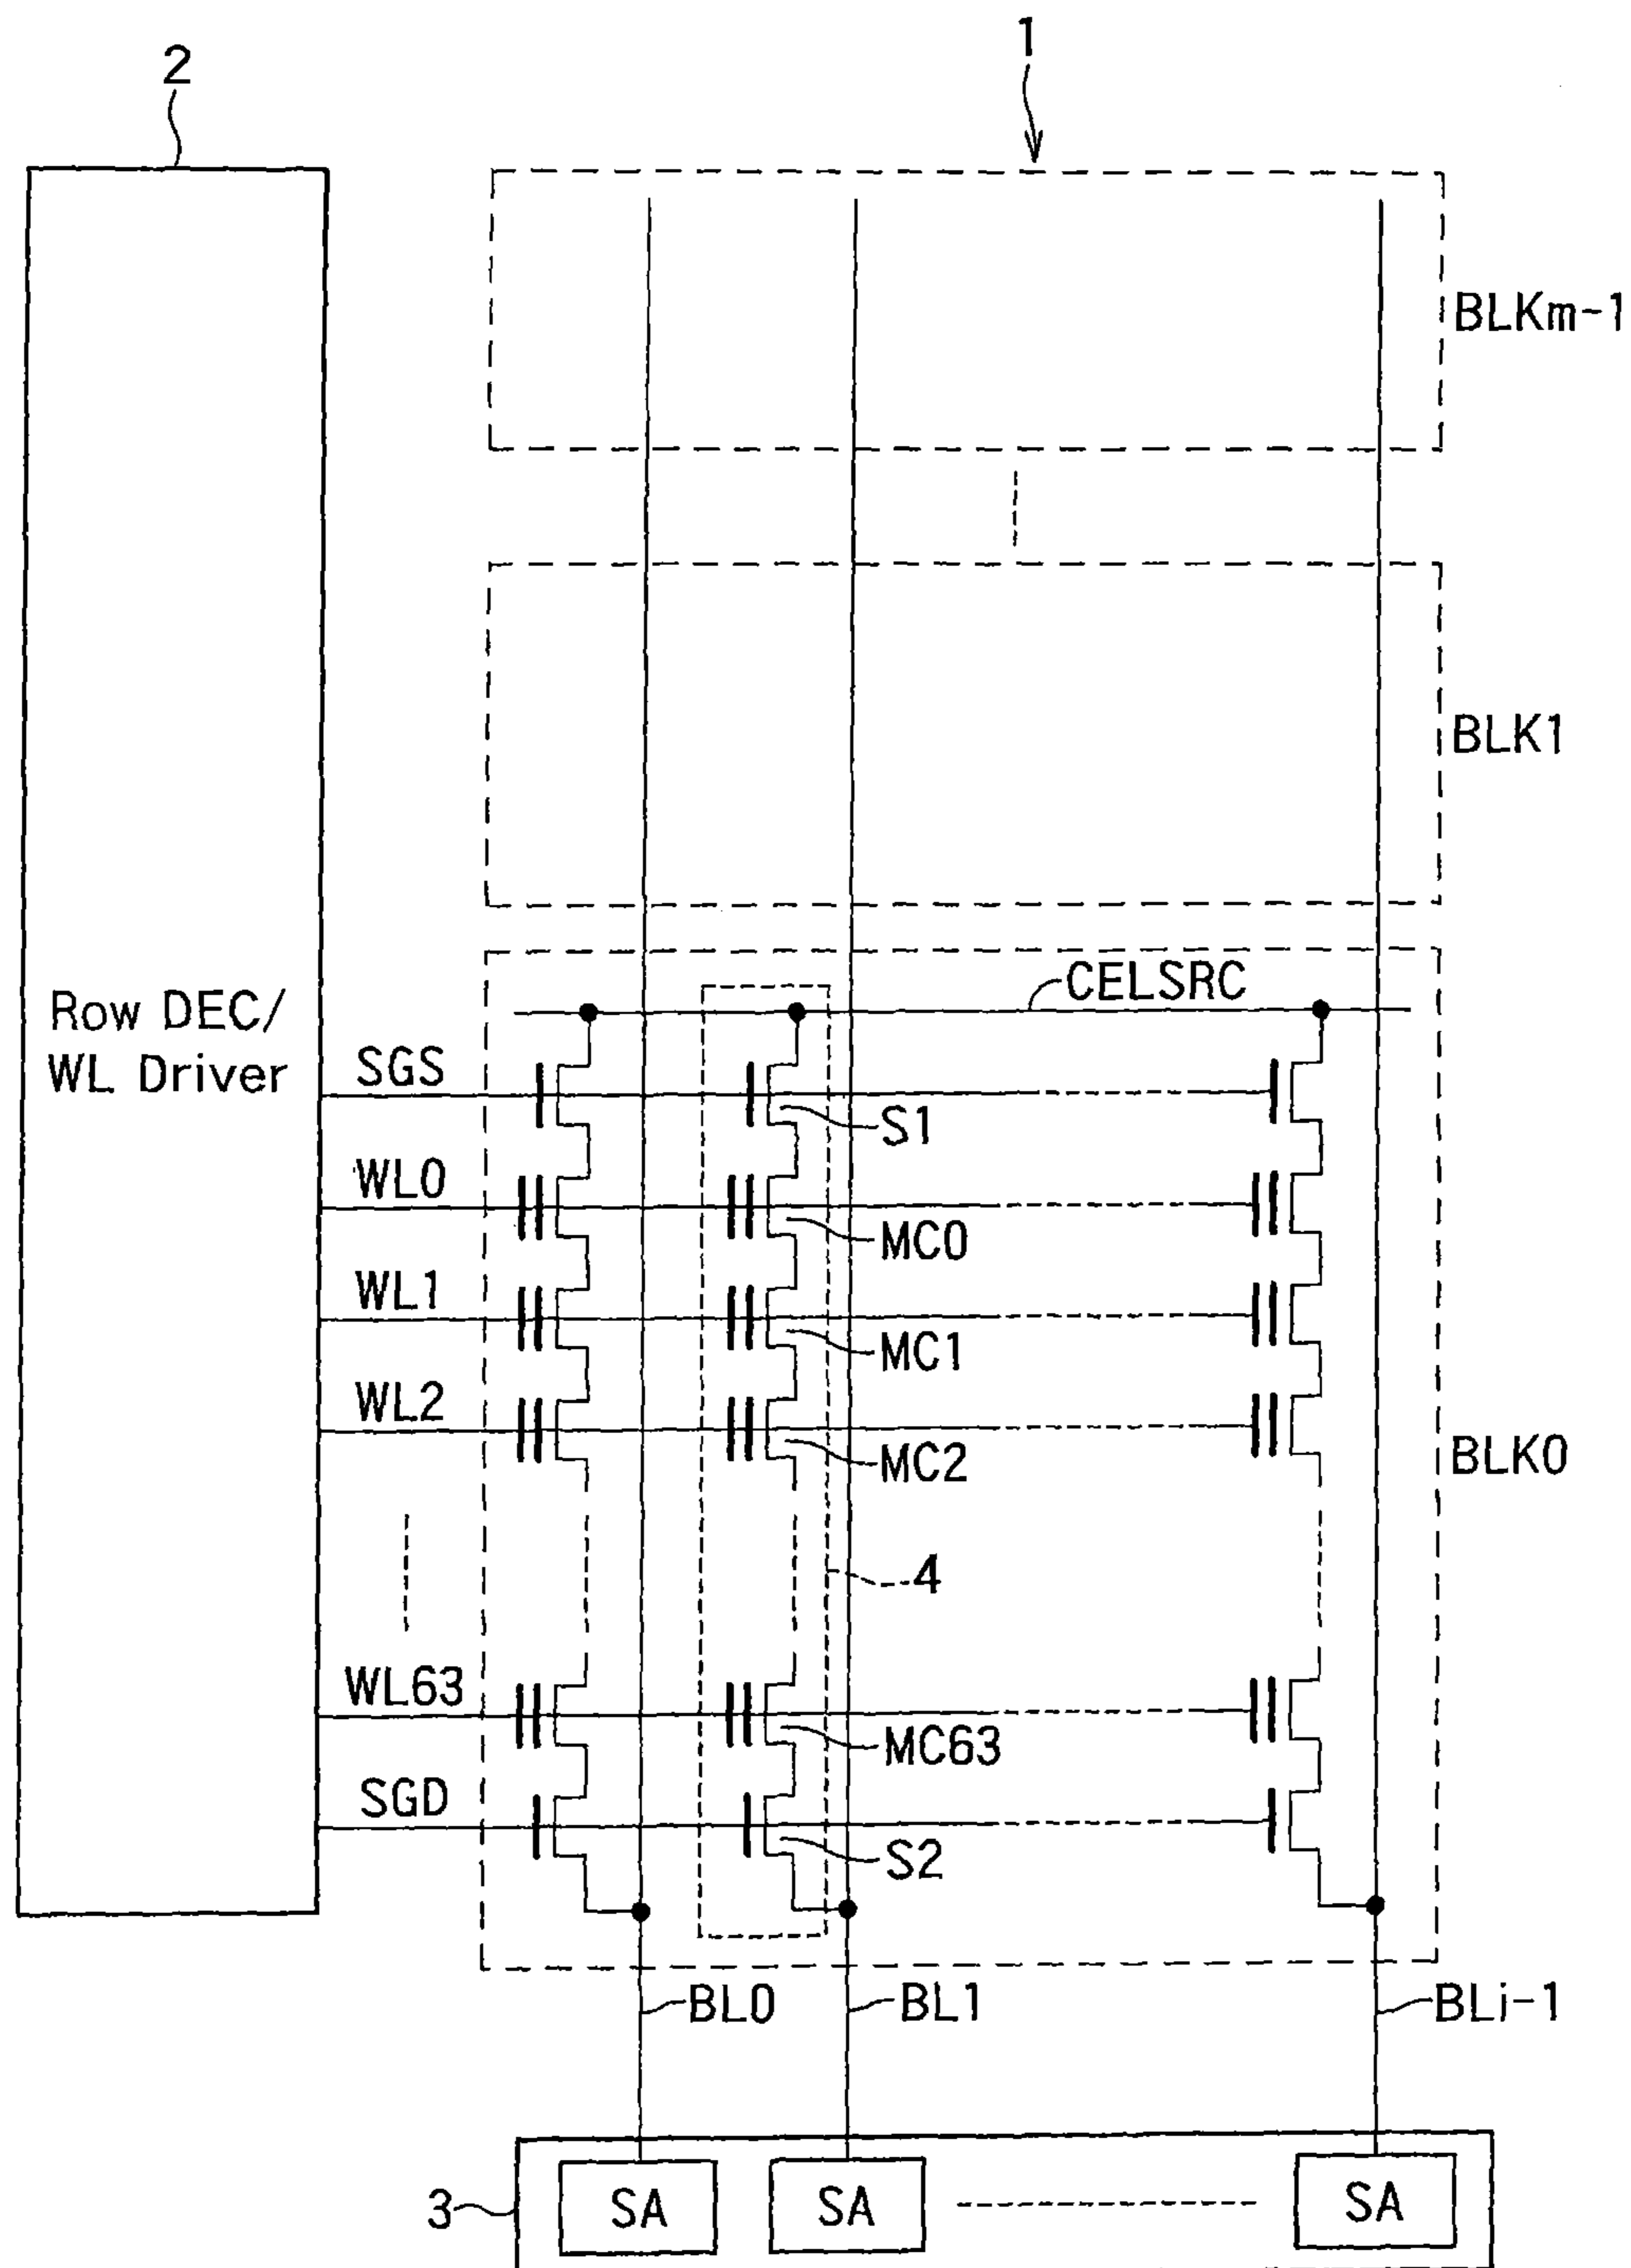 1
2
BLKm-1
BLK1
CELSRC
Row DEC/
WL Driver
SGS
S1
WL0
MC0
WL1
MC1
WL2
MC2
BLK0
4
WL63
MC63
SGD
S2
BL0
BL1
BLi-1
3
SA
SA
SA